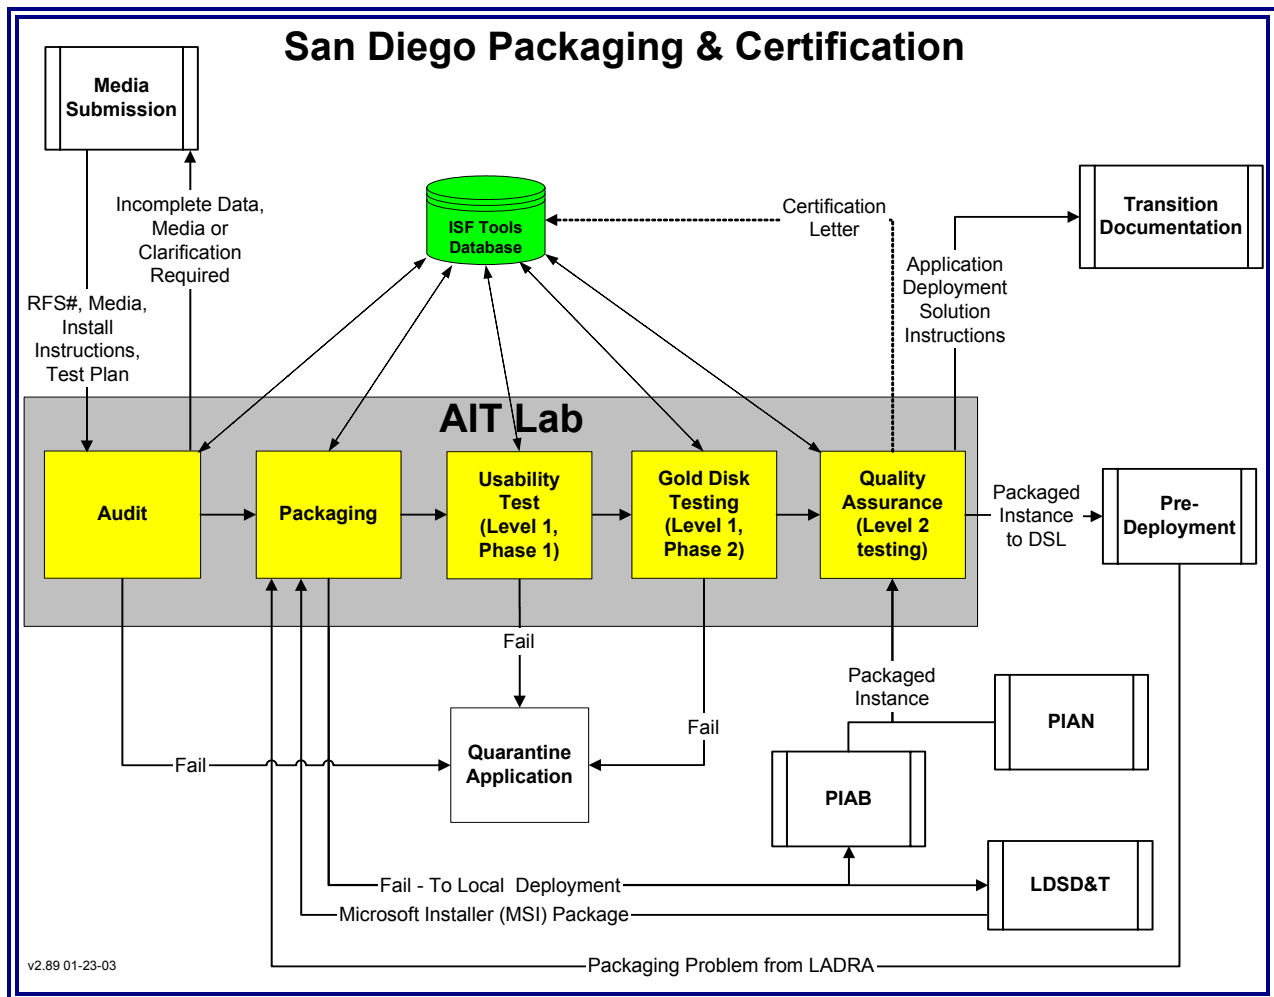 San Diego Packaging & Certification
Media
Submission
Incomplete Data,
Media or
Clarification
Required
RFS#, Media,
Install
Instructions,
Test Plan
ISF Tools
Database
Certification
Letter
Application
Deployment
Solution
Instructions
Transition
Documentation
AIT Lab
Audit
Packaging
Usability
Test
(Level 1,
Phase 1)
Gold Disk
Testing
(Level 1,
Phase 2)
Quality
Assurance
(Level 2
testing)
Packaged
Instance
to DSL
Pre-
Deployment
Fail
Fail
Fail
Quarantine
Application
Packaged
Instance
PIAN
PIAB
LDSD&T
Fail - To Local Deployment
Microsoft Installer (MSI) Package
Packaging Problem from LADRA
v2.89 01-23-03